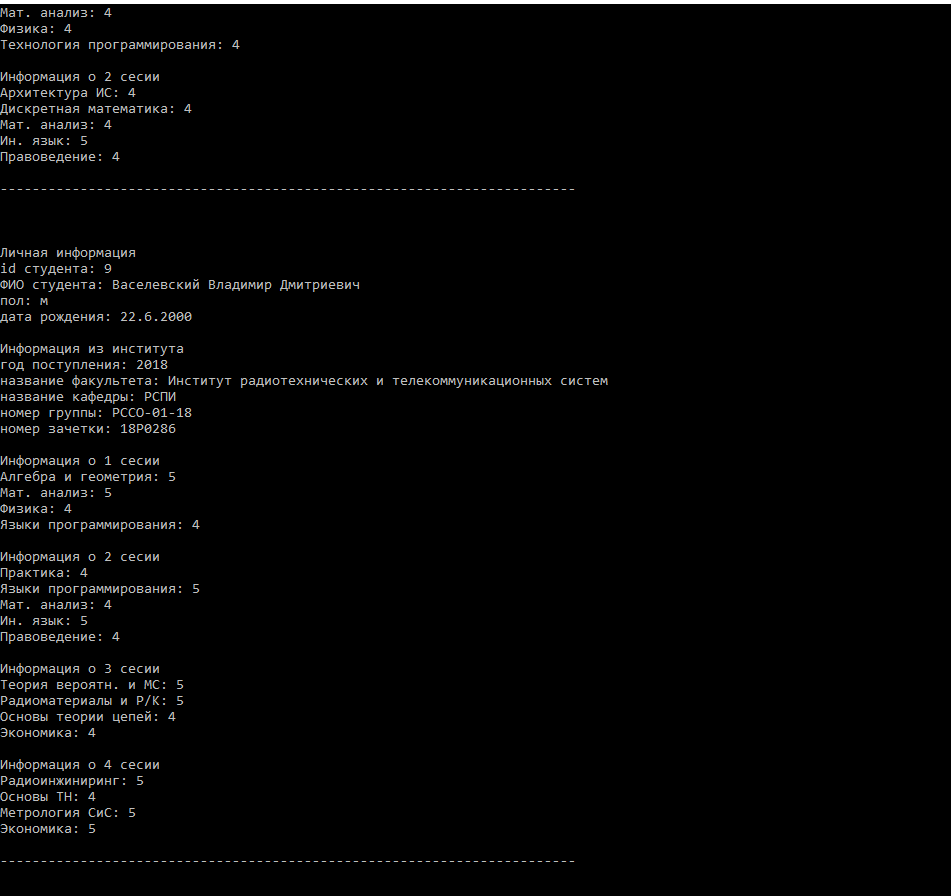 Мат. анализ: 4
Физика: 4
Технология программирования: 4
Информация о 2 сесии
Архитектура ИС: 4
Дискретная математика: 4
Мат. анализ: 4
Ин. язык: 5
Правоведение: 4
------------------------------------------------------------------------
Личная информация
id студента: 9
ФИО студента: Васелевский Владимир Дмитриевич
пол: м
дата рождения: 22.6.2000
Информация из института
год поступления: 2018
название факультета: Институт радиотехнических и телекоммуникационных систем
название кафедры: РСПИ
номер группы: РССО-01-18
номер зачетки: 18Р0286
Информация о 1 сесии
Алгебра и геометрия: 5
Мат. анализ: 5
Физика: 4
Языки программирования: 4
Информация о 2 сесии
Практика: 4
Языки программирования: 5
Мат. анализ: 4
Ин. язык: 5
Правоведение: 4
Информация о 3 сесии
Теория вероятн. и МС: 5
Радиоматериалы и Р/К: 5
Основы теории цепей: 4
Экономика: 4
Информация о 4 сесии
Радиоинжиниринг: 5
Основы ТН: 4
Метрология СиС: 5
Экономика: 5
------------------------------------------------------------------------